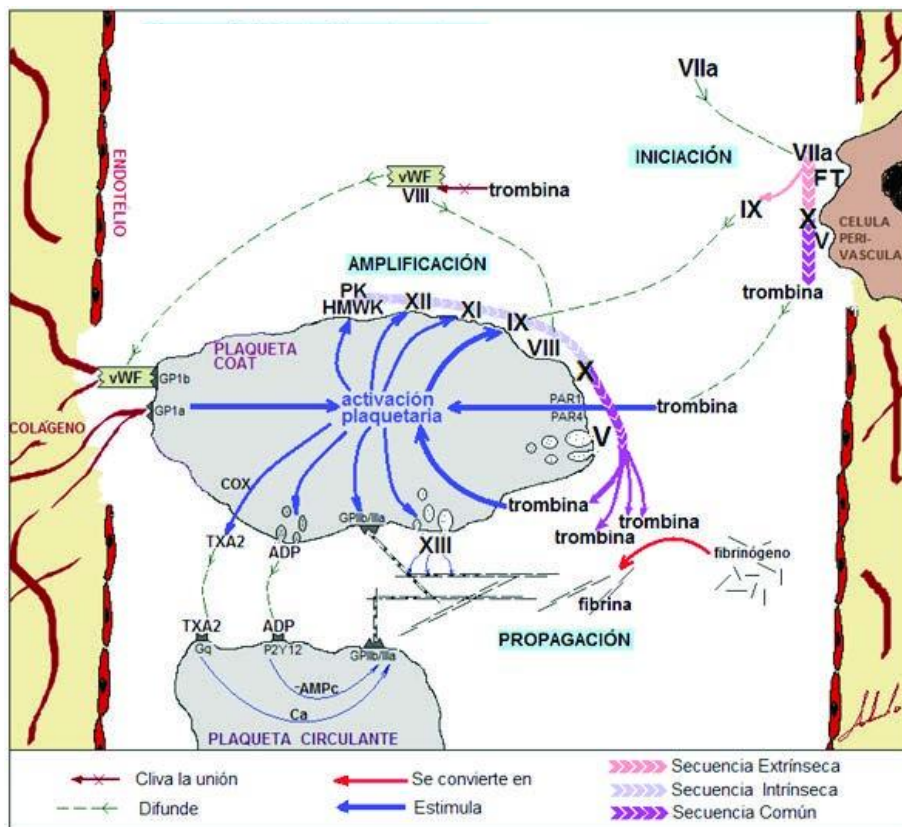 VIIa
INICIACIÓN
VIIa
FT
IX
X
V
CELULA
PERI-
VASCULA
trombina
ENDOTÉLIO
vWF
VIII
trombina
AMPLIFICACIÓN
PK
HMWK
XII
XI
IX
VIII
X
PLAQUETA
COAT
vWF
GP1b
GP1a
COLÁGENO
activación
plaquetaria
PAR1
PAR4
trombina
V
COX
TXA2
ADP
GPIIb/IIIa
XIII
trombina
trombina
trombina
fibrinógeno
fibrina
PROPAGACIÓN
TXA2
Gq
ADP
P2Y12
GPIIb/IIIa
-AMPc
Ca
PLAQUETA CIRCULANTE
Cliva la unión
Difunde
Se convierte en
Estimula
Secuencia Extrínseca
Secuencia Intrínseca
Secuencia Común